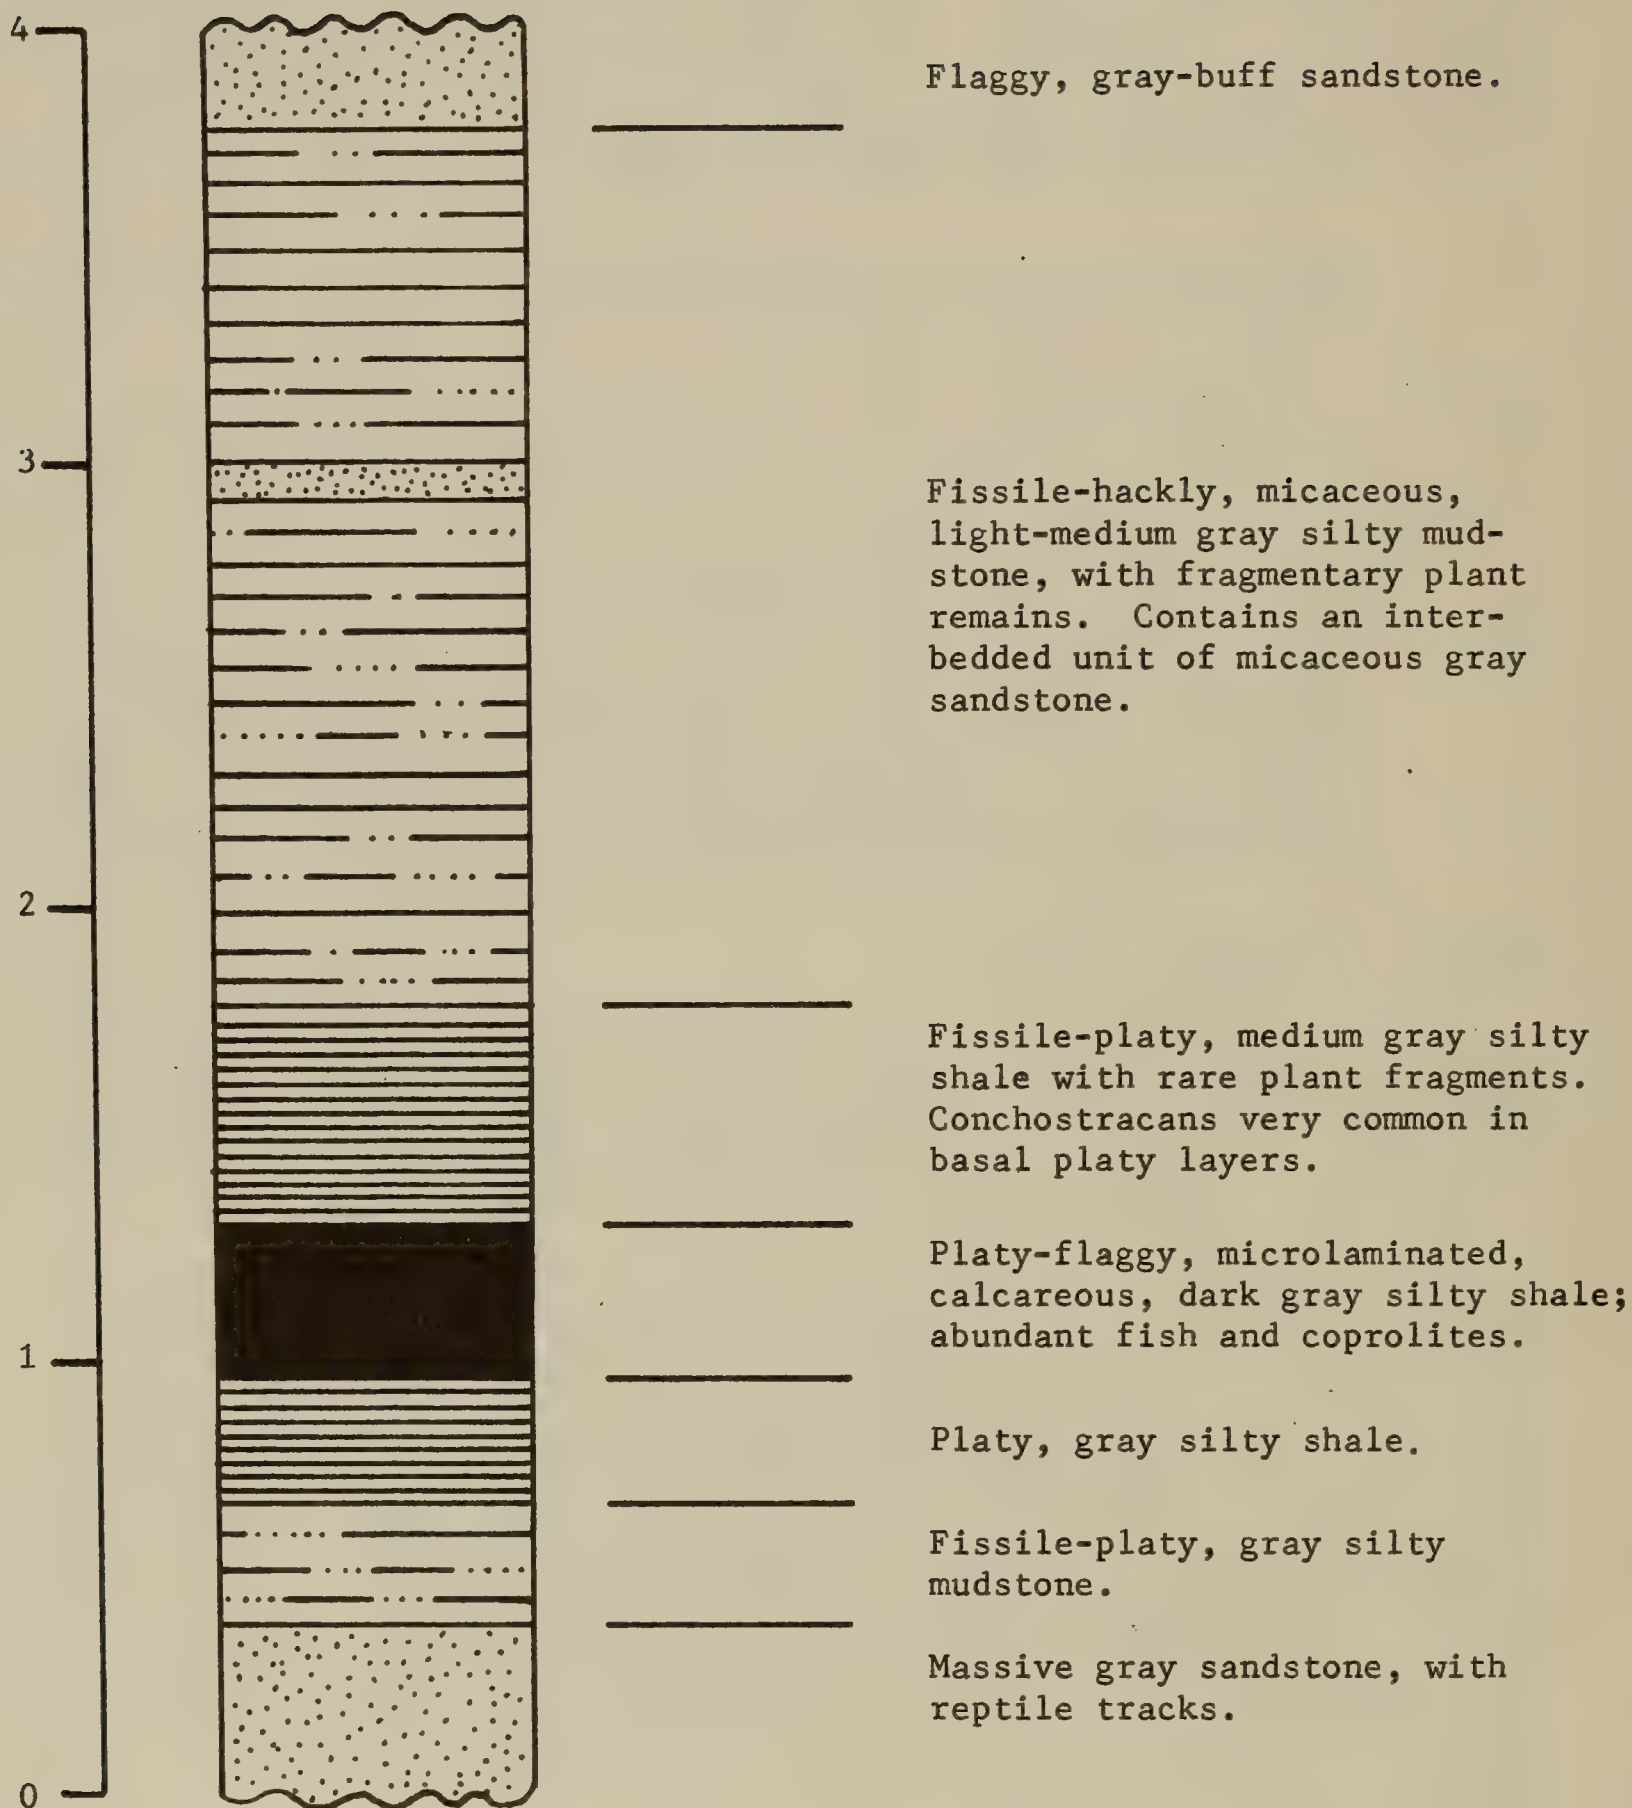 4
Flaggy, gray-buff sandstone.
3
Fissile-hackly, micaceous,
light-medium gray silty mud-
stone, with fragmentary plant
remains. Contains an inter-
bedded unit of micaceous gray
sandstone.
2
Fissile-platy, medium gray silty
shale with rare plant fragments.
Conchostracans very common in
basal platy layers.
Platy-flaggy, microlaminated,
calcareous, dark gray silty shale;
abundant fish and coprolites.
1
Platy, gray silty shale.
Fissile-platy, gray silty
mudstone.
Massive gray sandstone, with
reptile tracks.
0